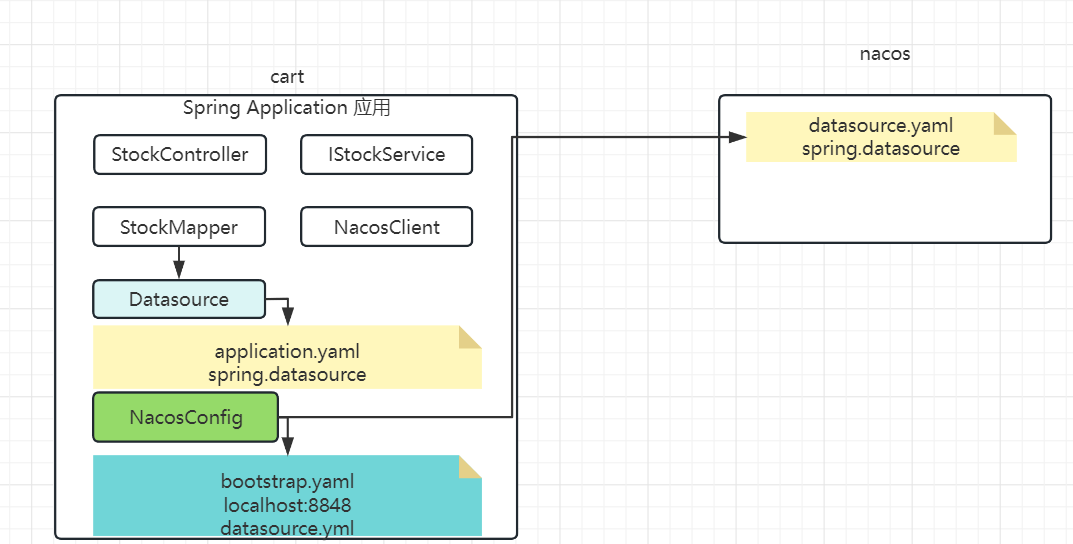 cart
nacos
Spring Application 应用
StockController
IStockService
StockMapper
NacosClient
Datasource
application.yaml
spring.datasource
NacosConfig
bootstrap.yaml
localhost:8848
datasource.yml
datasource.yaml
spring.datasource